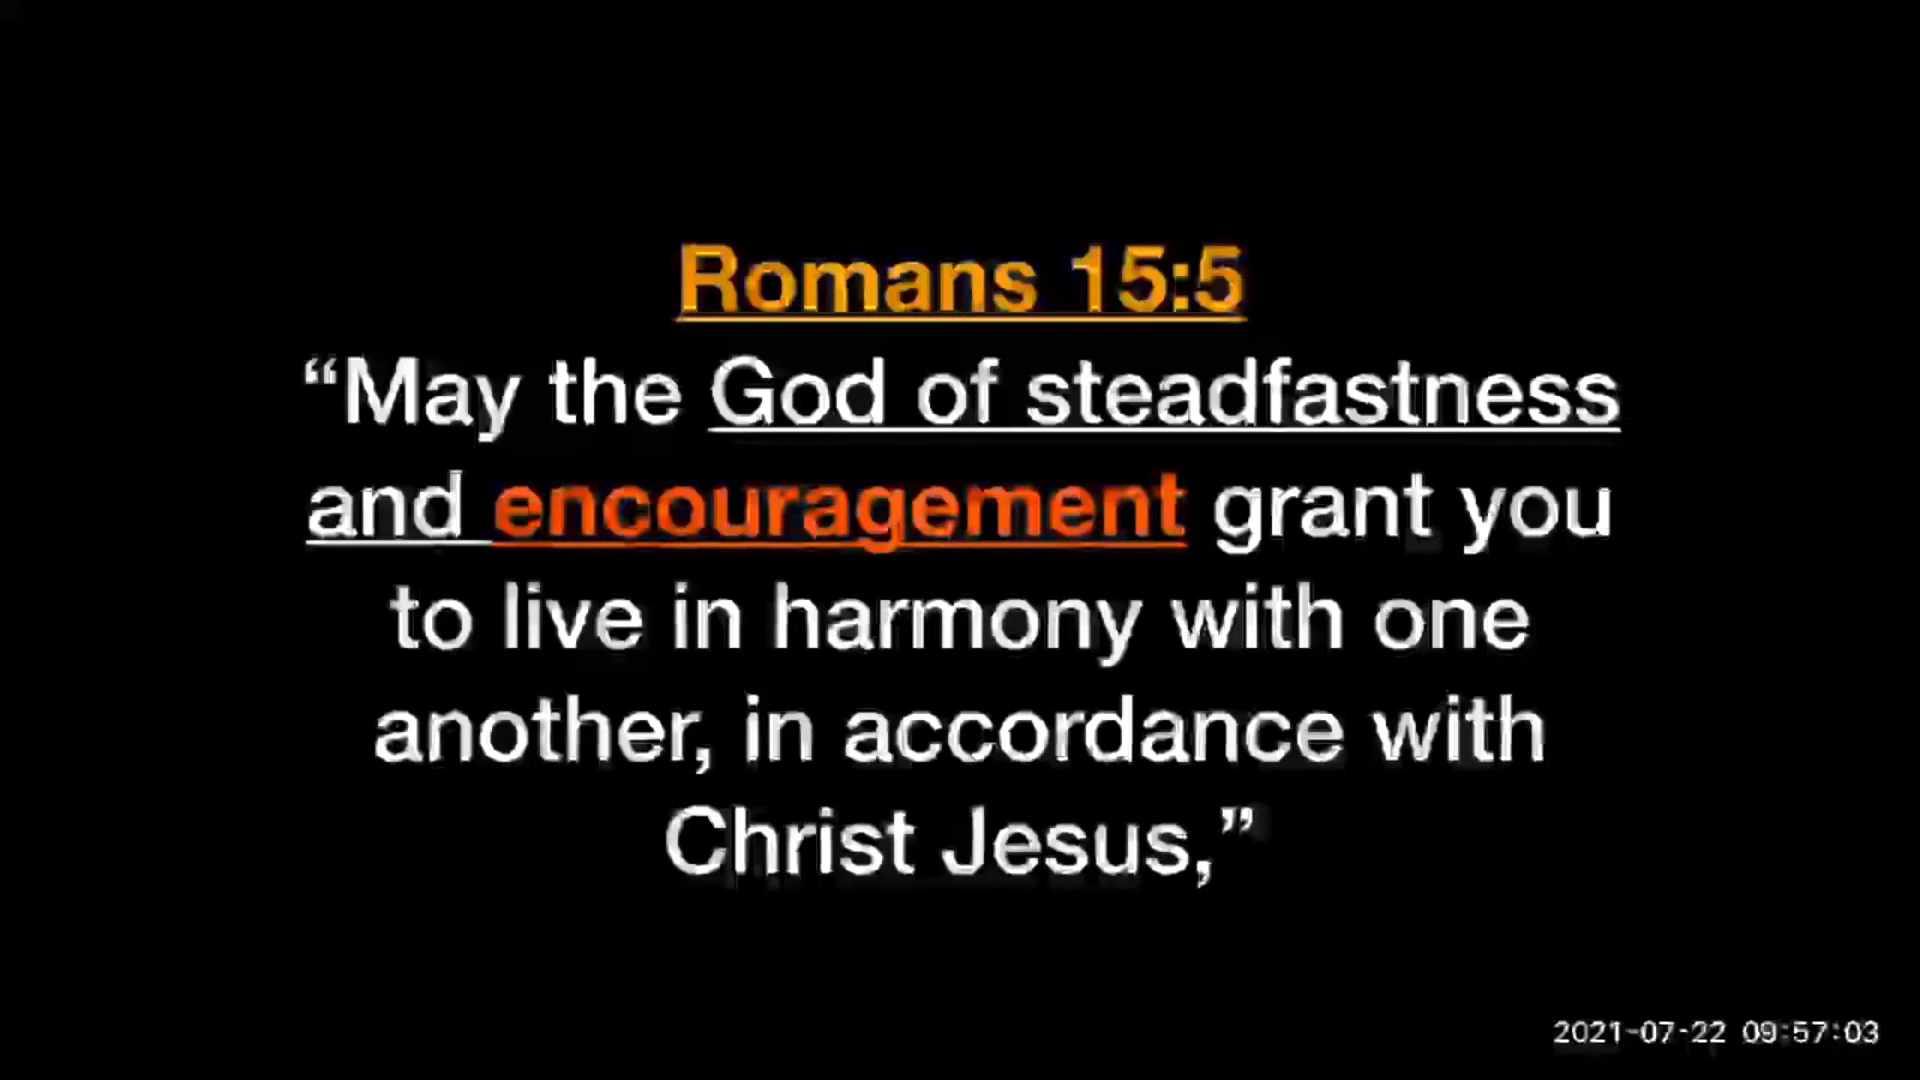 Romans 15:5
“May the God of steadfastness
and encouragement grant you
to live in harmony with one
another, in accordance with
Christ Jesus,”
2021-07-22 09:57:03